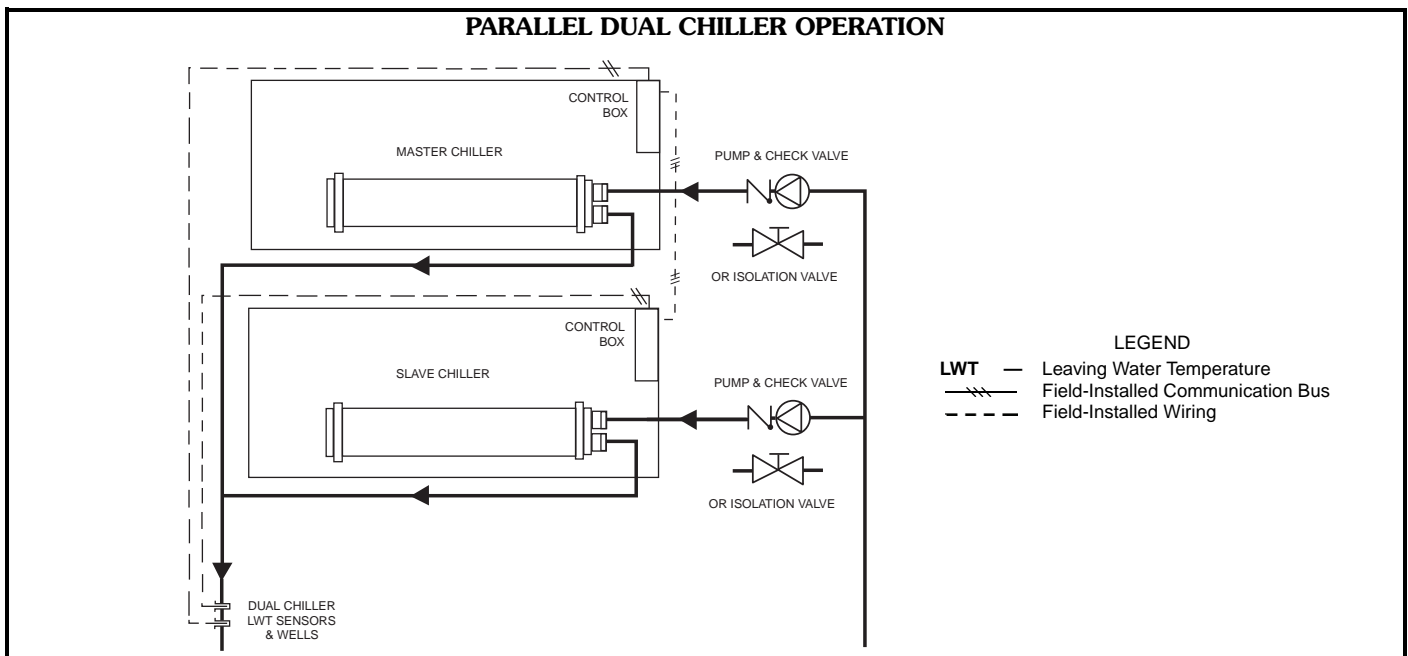 PARALLEL DUAL CHILLER OPERATION
CONTROL
BOX
MASTER CHILLER
PUMP & CHECK VALVE
OR ISOLATION VALVE
CONTROL
BOX
SLAVE CHILLER
PUMP & CHECK VALVE
OR ISOLATION VALVE
DUAL CHILLER
LWT SENSORS
& WELLS
LEGEND
LWT — Leaving Water Temperature
Field-Installed Communication Bus
Field-Installed Wiring